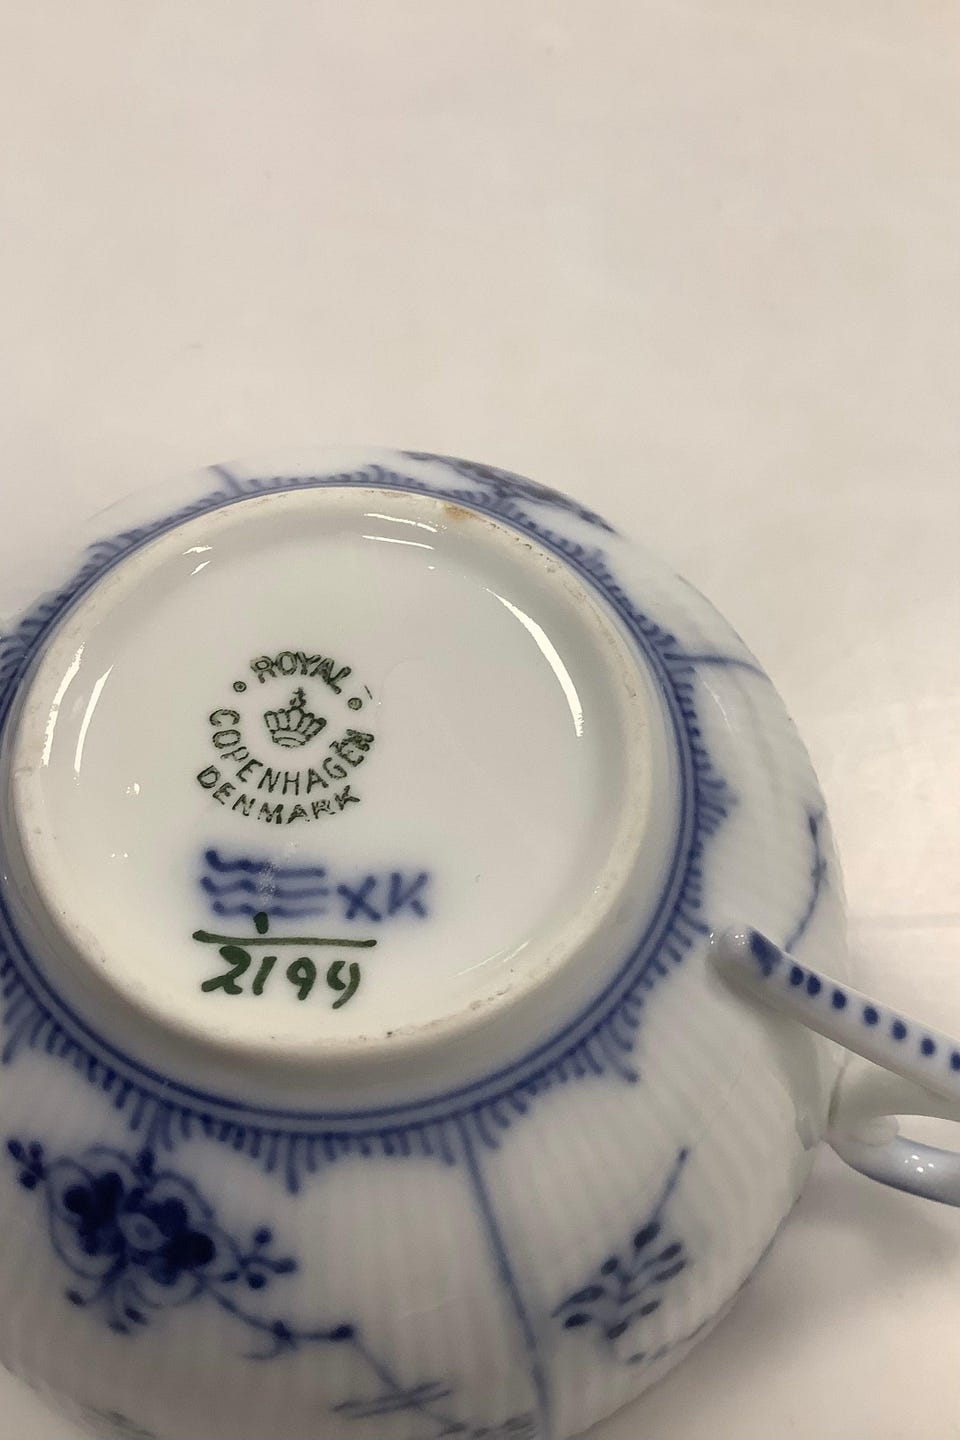 ROYAL
COPENHAGEN
DENMARK
XK
1
2199